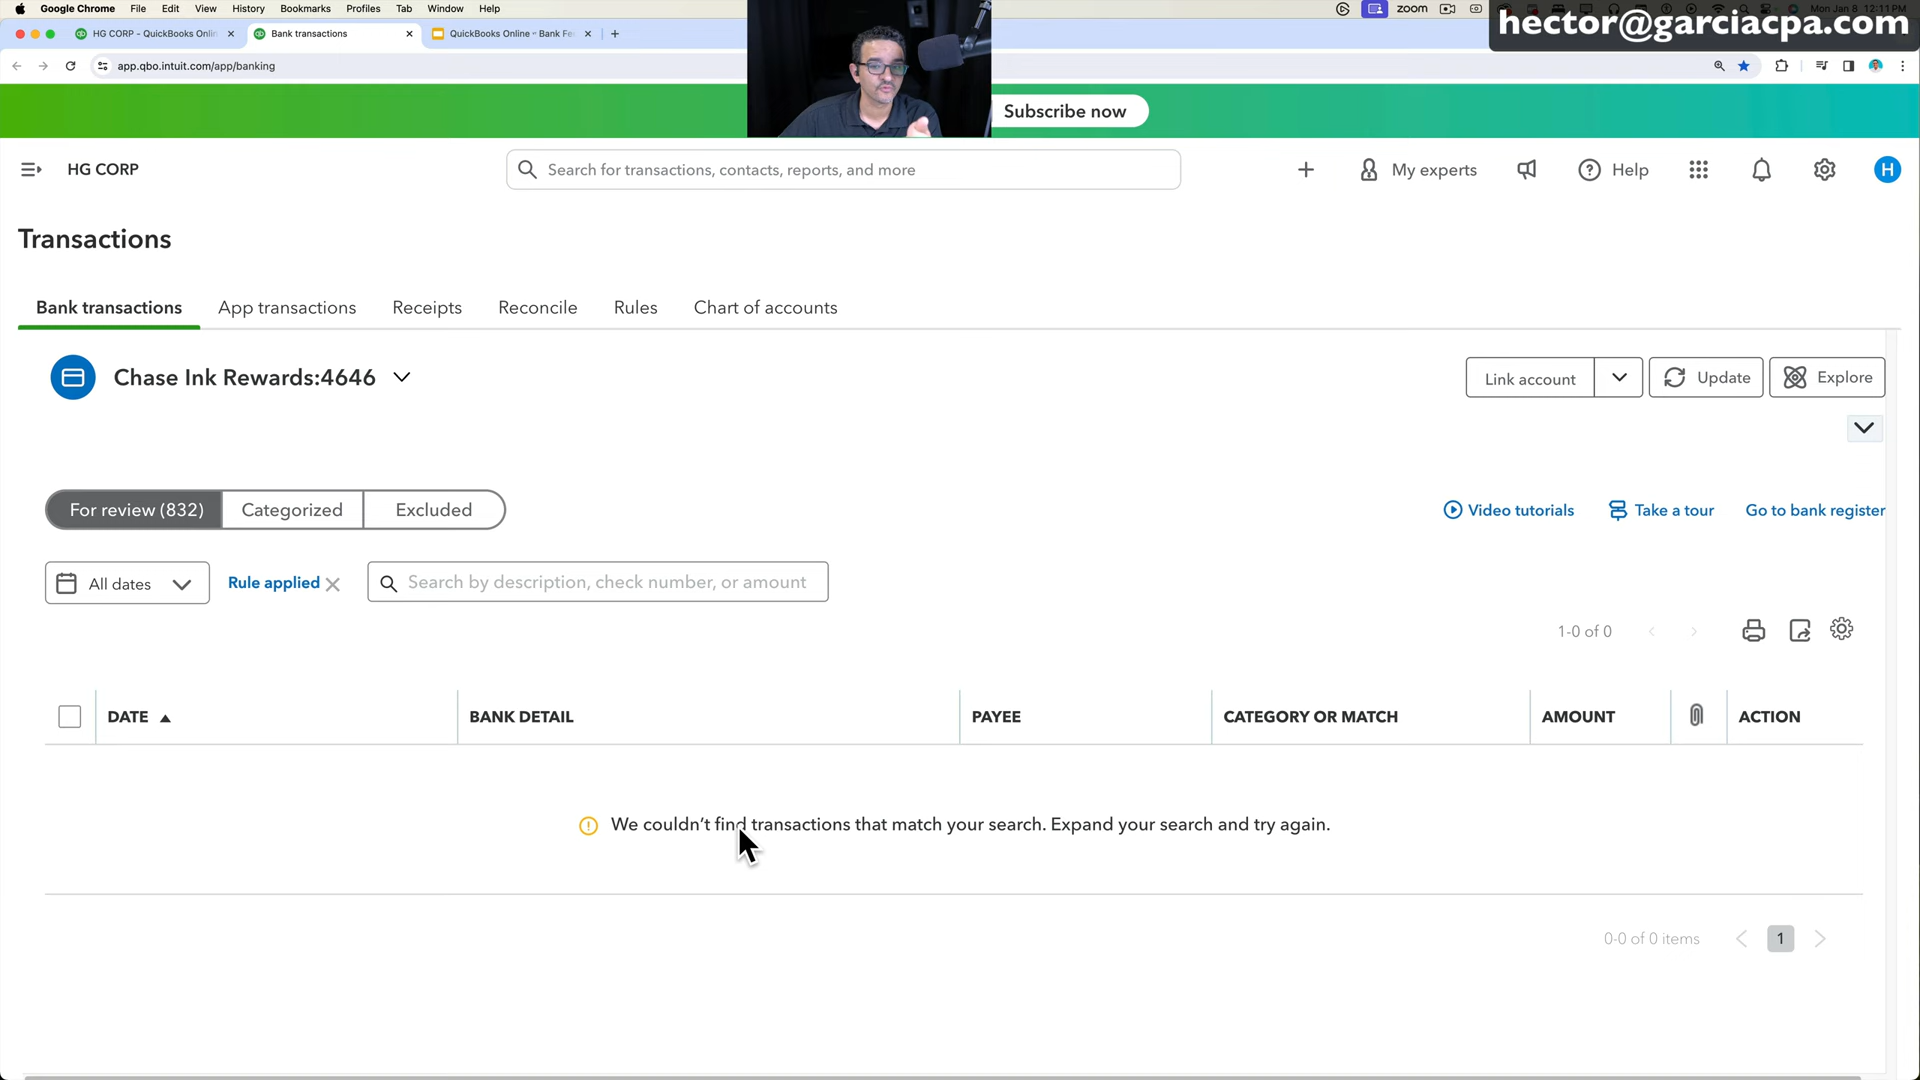 Google Chrome File Edit View History Bookmarks Profiles Tab Window Help
zoom
Mon Jan 8 12:11 PM
hector@garciacpa.com
HG CORP - QuickBooks Onlin
Bank transactions
QuickBooks Online - Bank Fe
app.qbo.intuit.com/app/banking
Subscribe now
HG CORP
Search for transactions, contacts, reports, and more
My experts
Help
H
Transactions
Bank transactions App transactions Receipts Reconcile Rules Chart of accounts
Chase Ink Rewards:4646
Link account
Update
Explore
For review (832) Categorized Excluded
Video tutorials Take a tour Go to bank register
All dates
Rule applied
Search by description, check number, or amount
1-0 of 0
DATE BANK DETAIL PAYEE CATEGORY OR MATCH AMOUNT ACTION
We couldn't find transactions that match your search. Expand your search and try again.
0-0 of 0 items
1